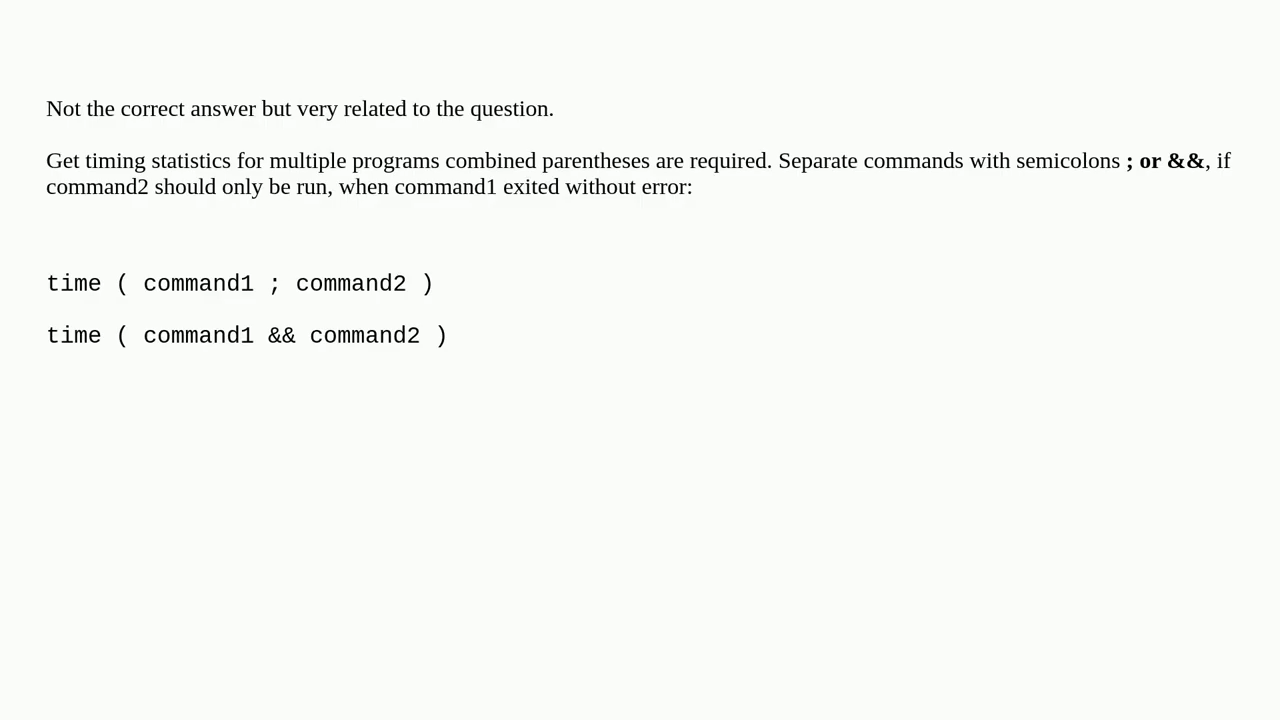 Not the correct answer but very related to the question.
Get timing statistics for multiple programs combined parentheses are required. Separate commands with semicolons ; or &&, if
command2 should only be run, when command1 exited without error:
time ( command1 ; command2 )
time ( command1 && command2 )